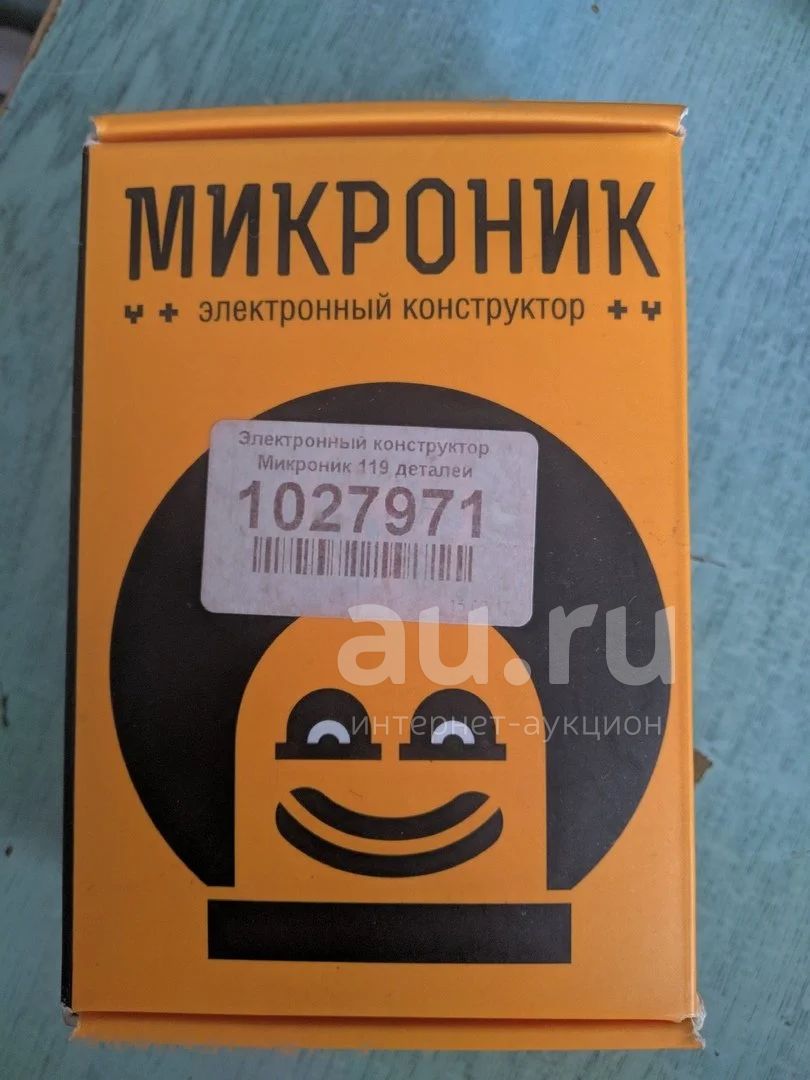 МИКРОНИК
+ электронный конструктор +
Электронный конструктор
Микроник 119 деталей
1027971
au.ru
интернет-аукцион